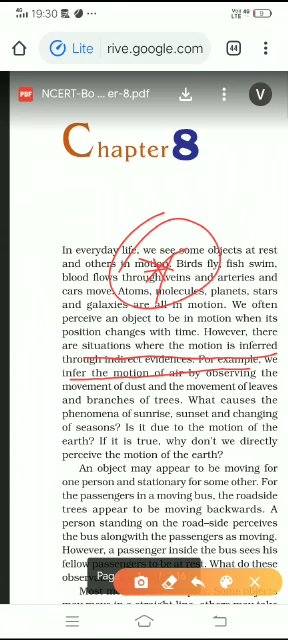 4G 19:30
VoLTE 4G
Lite rive.google.com 44
PDF NCERT-Bo ... er-8.pdf V
Chapter 8
In everyday life, we see some objects at rest
and others in motion. Birds fly, fish swim,
blood flows through veins and arteries and
cars move. Atoms, molecules, planets, stars
and galaxies are all in motion. We often
perceive an object to be in motion when its
position changes with time. However, there
are situations where the motion is inferred
through indirect evidences. For example, we
infer the motion of air by observing the
movement of dust and the movement of leaves
and branches of trees. What causes the
phenomena of sunrise, sunset and changing
of seasons? Is it due to the motion of the
earth? If it is true, why don't we directly
perceive the motion of the earth?
An object may appear to be moving for
one person and stationary for some other. For
the passengers in a moving bus, the roadside
trees appear to be moving backwards. A
person standing on the road–side perceives
the bus alongwith the passengers as moving.
However, a passenger inside the bus sees his
fellow passengers to be at rest. What do these
obser
Page
Most